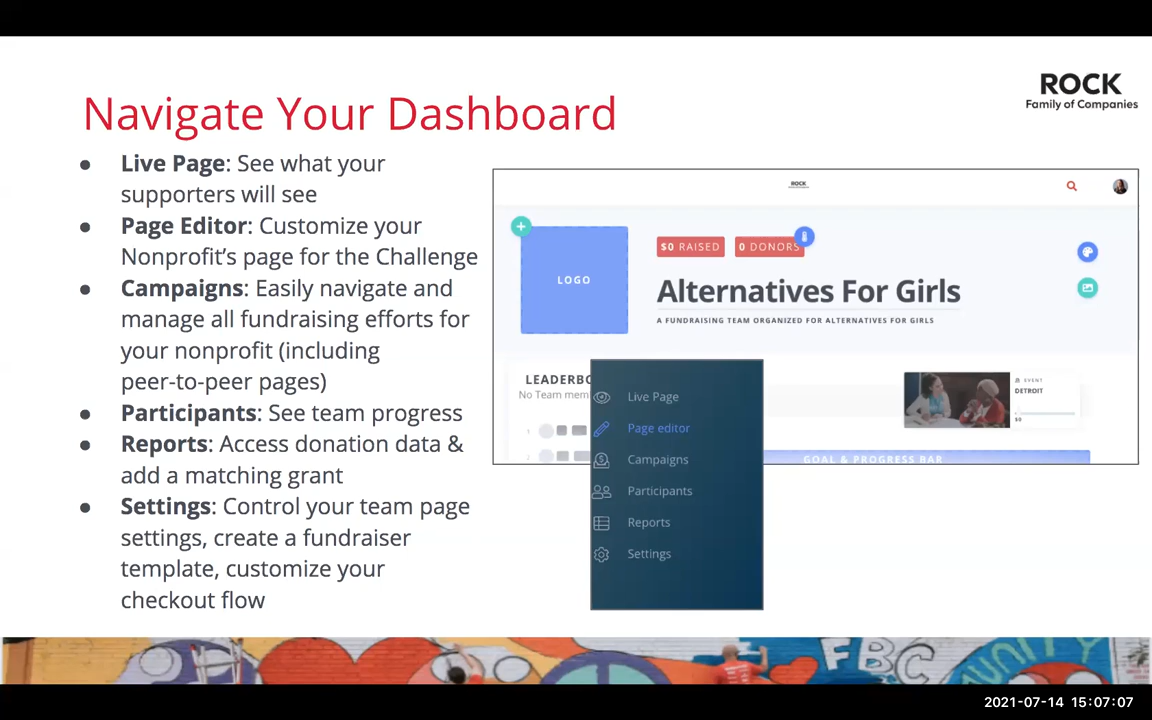 ROCK
Family of Companies
Navigate Your Dashboard
● Live Page: See what your
supporters will see
● Page Editor: Customize your
Nonprofit’s page for the Challenge
● Campaigns: Easily navigate and
manage all fundraising efforts for
your nonprofit (including
peer-to-peer pages)
● Participants: See team progress
● Reports: Access donation data &
add a matching grant
● Settings: Control your team page
settings, create a fundraiser
template, customize your
checkout flow
ROCK
LOGO
$0 RAISED 0 DONORS
Alternatives For Girls
A FUNDRAISING TEAM ORGANIZED FOR ALTERNATIVES FOR GIRLS
LEADERBO
No Team mem
1
EVENT
DETROIT
$0
GOAL & PROGRESS BAR
Live Page
Page editor
Campaigns
Participants
Reports
Settings
FBC
UNITY
2021-07-14 15:07:07